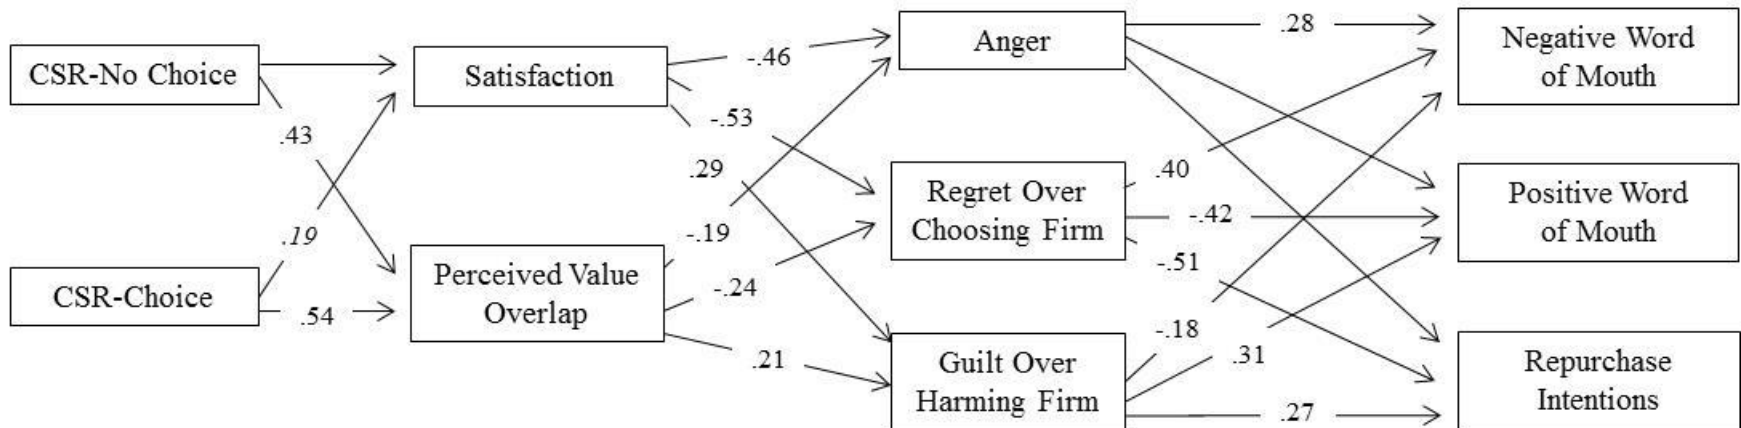 CSR-No Choice
CSR-Choice
.43
.19
.54
Satisfaction
Perceived Value
Overlap
-.46
-.53
.29
-.19
-.24
.21
Anger
Regret Over
Choosing Firm
Guilt Over
Harming Firm
.28
.40
-.42
-.51
-.18
.31
.27
Negative Word
of Mouth
Positive Word
of Mouth
Repurchase
Intentions